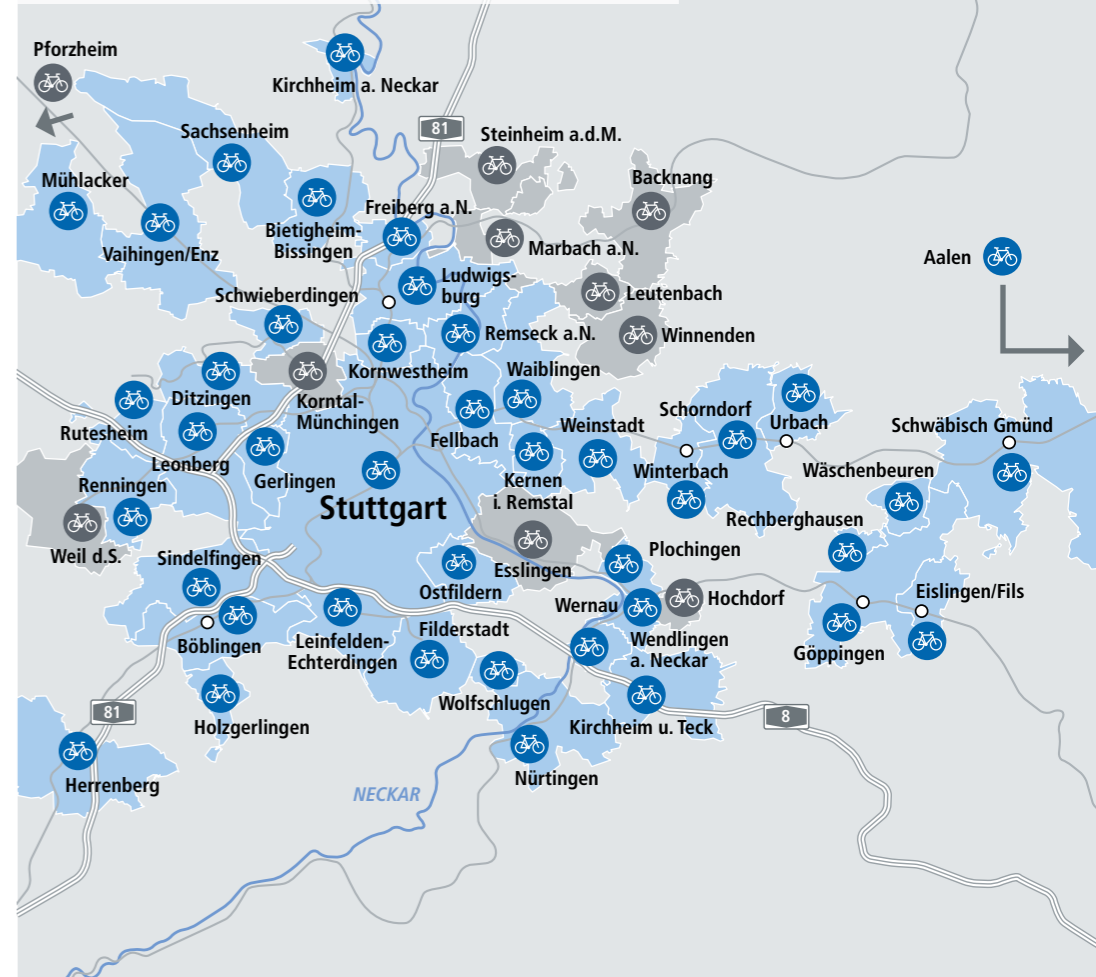 Pforzheim
Kirchheim a. Neckar
81
Steinheim a.d.M.
Sachsenheim
Mühlacker
Backnang
Freiberg a.N.
Bietigheim-
Bissingen
Vaihingen/Enz
Marbach a.N.
Aalen
Ludwigs-
burg
Leutenbach
Schwieberdingen
Remseck a.N.
Winnenden
Kornwestheim
Waiblingen
Ditzingen
Korntal-
Münchingen
Rutesheim
Fellbach
Weinstadt
Schorndorf
Urbach
Schwäbisch Gmünd
Leonberg
Gerlingen
Kernen
i. Remstal
Winterbach
Wäschenbeuren
Renningen
Stuttgart
Rechberghausen
Weil d.S.
Sindelfingen
Esslingen
Plochingen
Ostfildern
Wernau
Hochdorf
Eislingen/Fils
Böblingen
Leinfelden-
Echterdingen
Filderstadt
Wendlingen
a. Neckar
Göppingen
Wolfschlugen
81
Holzgerlingen
Kirchheim u. Teck
8
Herrenberg
Nürtingen
NECKAR